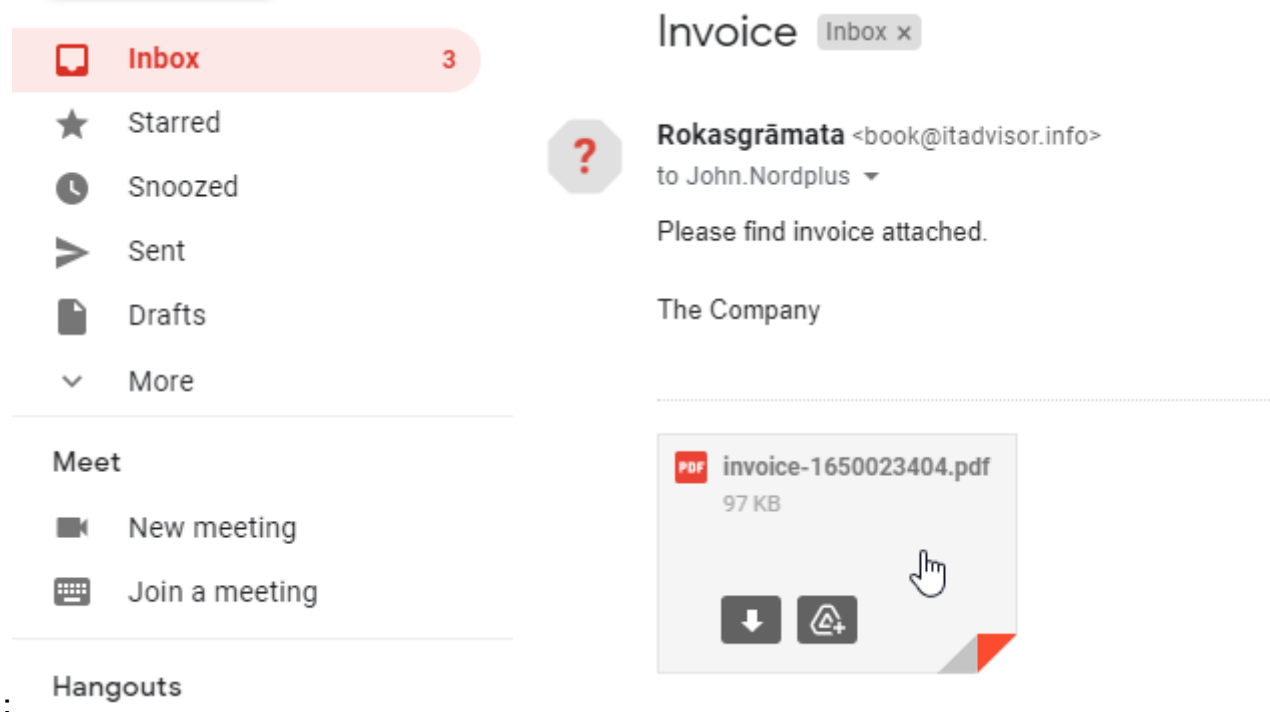 Inbox 3
Starred
Snoozed
Sent
Drafts
More
Meet
New meeting
Join a meeting
Hangouts
Invoice Inbox ×
? Rokasgrāmata <book@itadvisor.info>
to John.Nordplus
Please find invoice attached.
The Company
PDF invoice-1650023404.pdf
97 KB